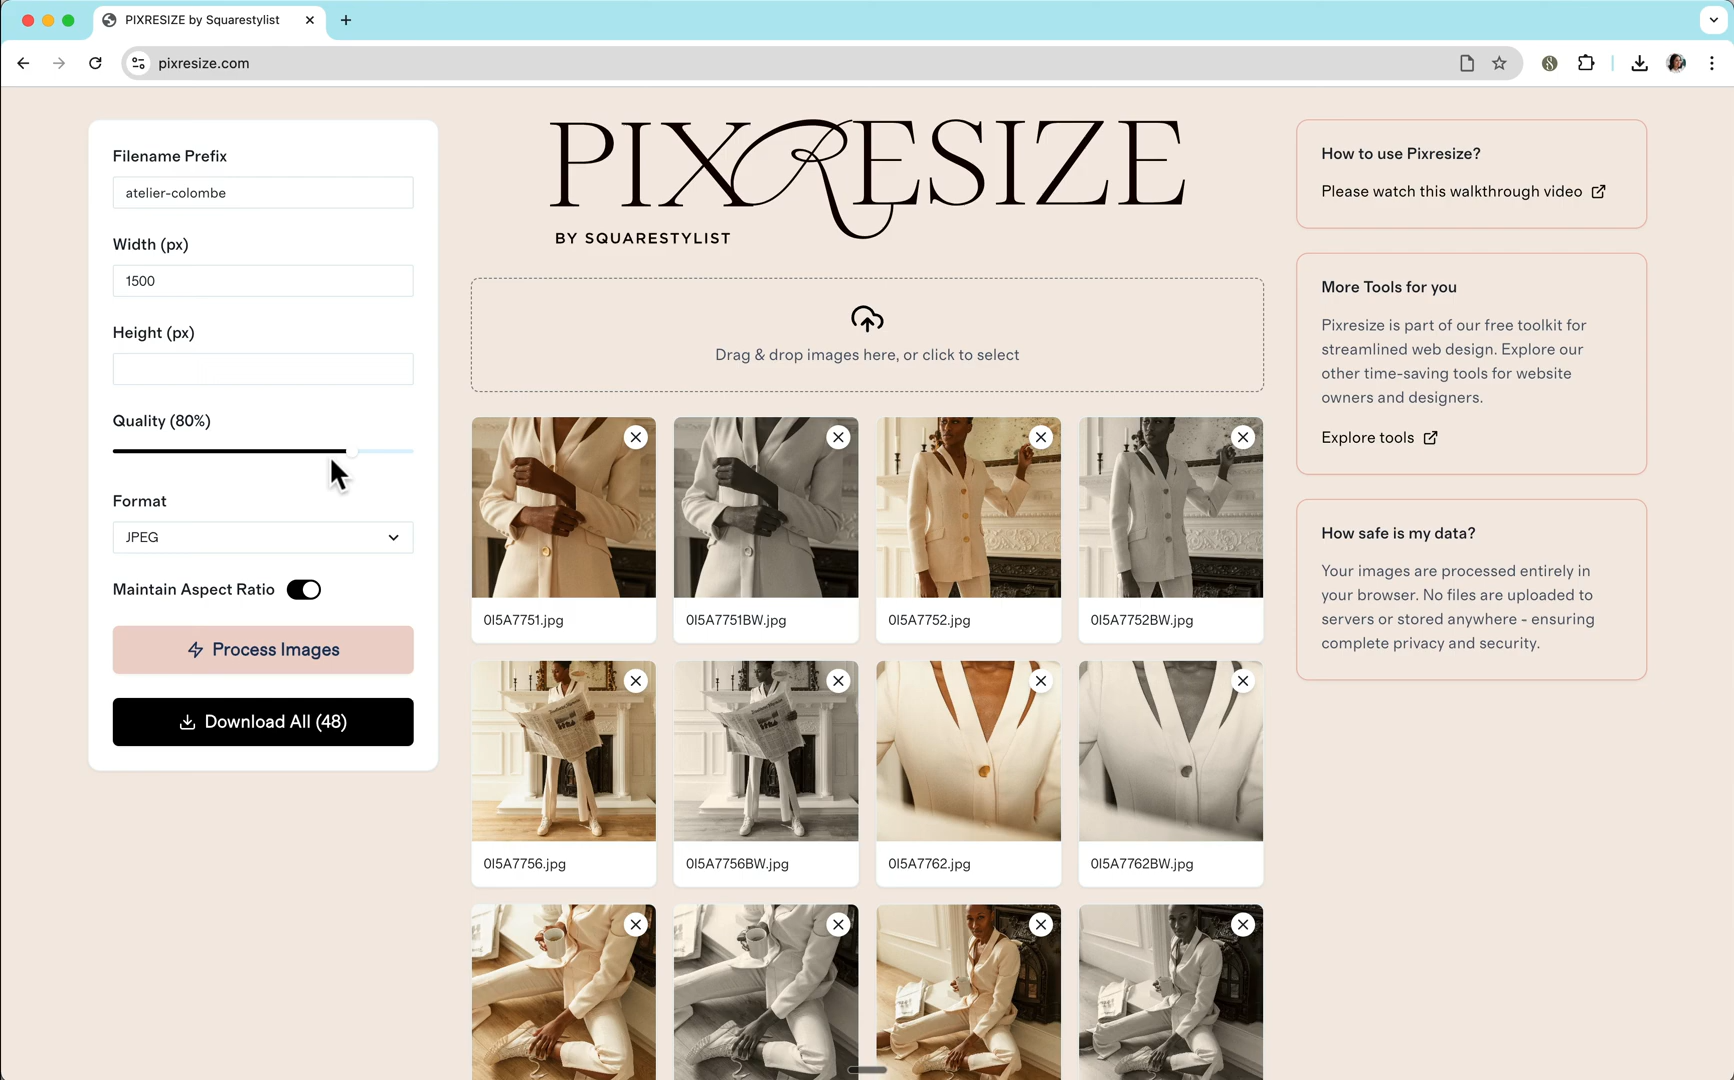 PIXRESIZE by Squarestylist
pixresize.com
Filename Prefix
atelier-colombe
Width (px)
1500
Height (px)
Quality (80%)
Format
JPEG
Maintain Aspect Ratio
Process Images
Download All (48)
PIXRESIZE
BY SQUARESTYLIST
Drag & drop images here, or click to select
0I5A7751.jpg
0I5A7751BW.jpg
0I5A7752.jpg
0I5A7752BW.jpg
0I5A7756.jpg
0I5A7756BW.jpg
0I5A7762.jpg
0I5A7762BW.jpg
How to use Pixresize?
Please watch this walkthrough video
More Tools for you
Pixresize is part of our free toolkit for
streamlined web design. Explore our
other time-saving tools for website
owners and designers.
Explore tools
How safe is my data?
Your images are processed entirely in
your browser. No files are uploaded to
servers or stored anywhere - ensuring
complete privacy and security.